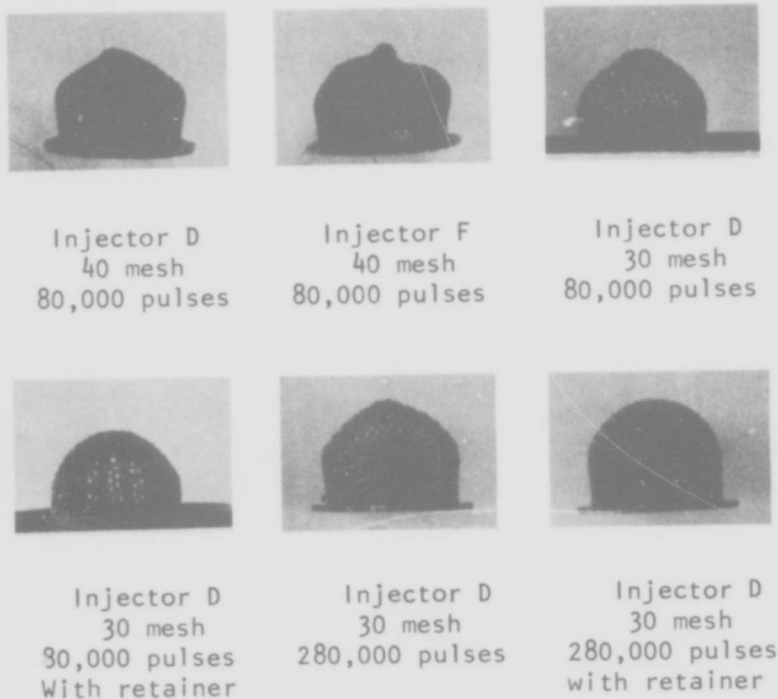 Injector D
40 mesh
80,000 pulses
Injector F
40 mesh
80,000 pulses
Injector D
30 mesh
80,000 pulses
Injector D
30 mesh
80,000 pulses
With retainer
Injector D
30 mesh
280,000 pulses
Injector D
30 mesh
280,000 pulses
with retainer